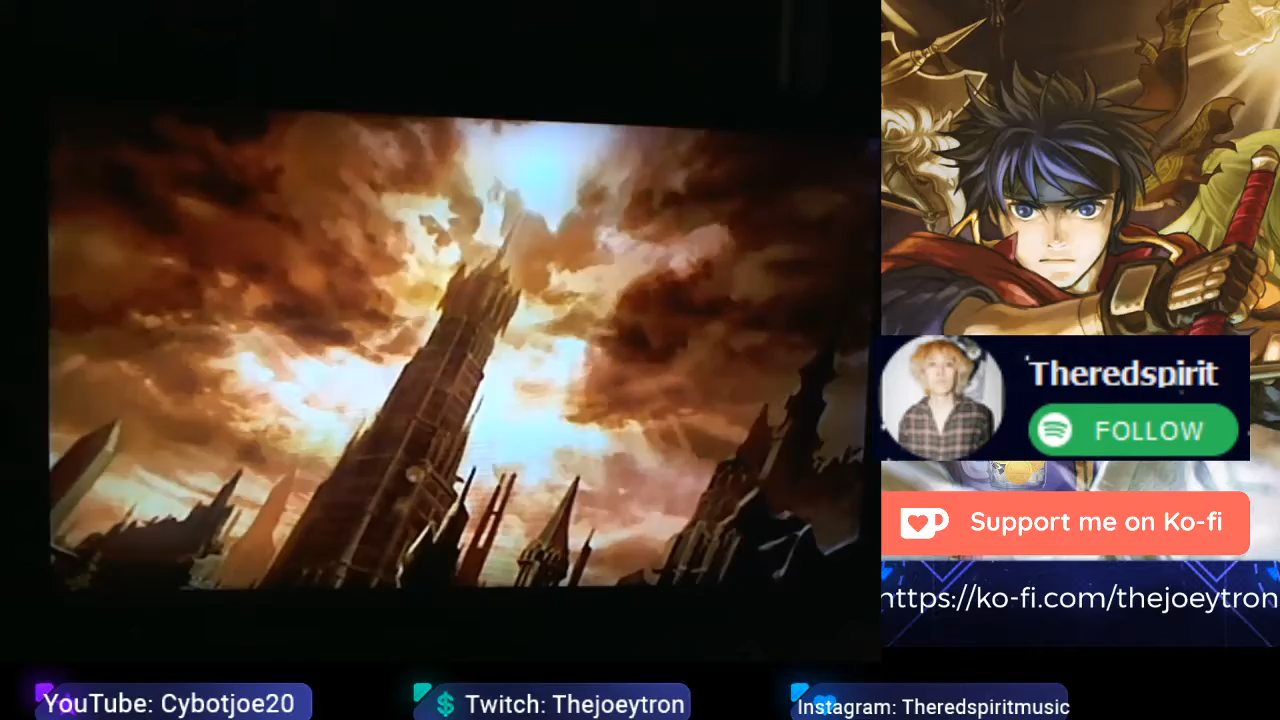 Theredspirit
FOLLOW
Support me on Ko-fi
https://ko-fi.com/thejoeytron
YouTube: Cybotjoe20
Twitch: Thejoeytron
Instagram: Theredspiritmusic